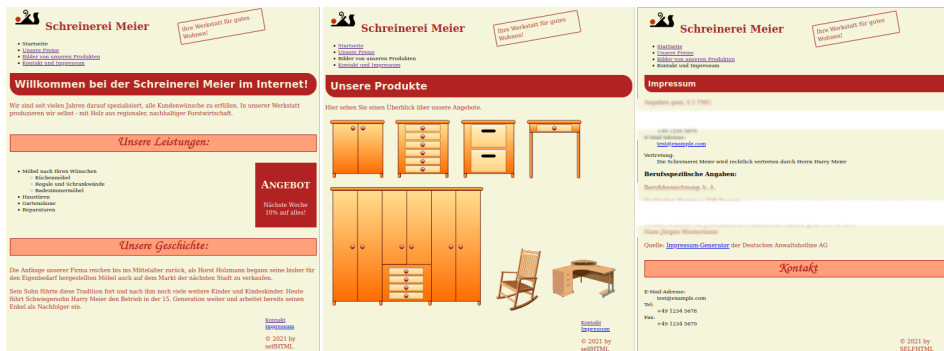 Schreinerei Meier
Ihre Werkstatt für gutes
Wohnen!
Startseite
Unsere Preise
Bilder von unseren Produkten
Kontakt und Impressum
Willkommen bei der Schreinerei Meier im Internet!
Wir sind seit vielen Jahren darauf spezialisiert, alle Kundenwünsche zu erfüllen. In unserer Werkstatt
produzieren wir selbst - mit Holz aus regionaler, nachhaltiger Forstwirtschaft.
Unsere Leistungen:
Möbel nach Ihren Wünschen
Küchenmöbel
Regale und Schrankwände
Badezimmermöbel
Haustüren
Gartenzäune
Reparaturen
ANGEBOT
Nächste Woche
10% auf alles!
Unsere Geschichte:
Die Anfänge unserer Firma reichen bis ins Mittelalter zurück, als Horst Holzmann begann seine bisher für
den Eigenbedarf hergestellten Möbel auch auf dem Markt der nächsten Stadt zu verkaufen.
Sein Sohn führte diese Tradition fort und nach ihm noch viele weitere Kinder und Kindeskinder. Heute
führt Schwiegersohn Harry Meier den Betrieb in der 15. Generation weiter und arbeitet bereits seinen
Enkel als Nachfolger ein.
Kontakt
Impressum
© 2021 by
selfHTML
Schreinerei Meier
Ihre Werkstatt für gutes
Wohnen!
Startseite
Unsere Preise
Bilder von unseren Produkten
Kontakt und Impressum
Unsere Produkte
Hier sehen Sie einen Überblick über unsere Angebote.
Kontakt
Impressum
© 2021 by
Schreinerei Meier
Ihre Werkstatt für gutes
Wohnen!
Startseite
Unsere Preise
Bilder von unseren Produkten
Kontakt und Impressum
Impressum
+49 1234 5678
E-Mail-Adresse:
test@example.com
Vertretung:
Die Schreinerei Meier wird rechtlich vertreten durch Herrn Harry Meier
Berufsspezifische Angaben:
Quelle: Impressum-Generator der Deutschen Anwaltshotline AG
Kontakt
E-Mail-Adresse:
test@example.com
Tel:
+49 1234 5678
Fax:
+49 1234 5679
© 2021 by
SELFHTML